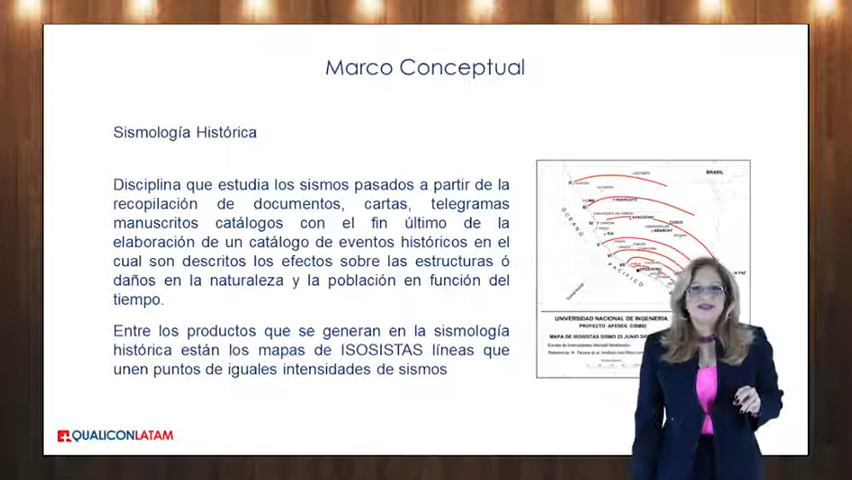 Marco Conceptual
Sismología Histórica
Disciplina que estudia los sismos pasados a partir de la
recopilación de documentos, cartas, telegramas
manuscritos catálogos con el fin último de la
elaboración de un catálogo de eventos históricos en el
cual son descritos los efectos sobre las estructuras ó
daños en la naturaleza y la población en función del
tiempo.
Entre los productos que se generan en la sismología
histórica están los mapas de ISOSISTAS líneas que
unen puntos de iguales intensidades de sismos
BRASIL
OCEANO
PACIFICO
LA PAZ
UNIVERSIDAD NACIONAL DE INGENIERIA
PROYECTO
MAPA DE ISOSISTAS SISMO 23 JUNIO
QUALICONLATAM